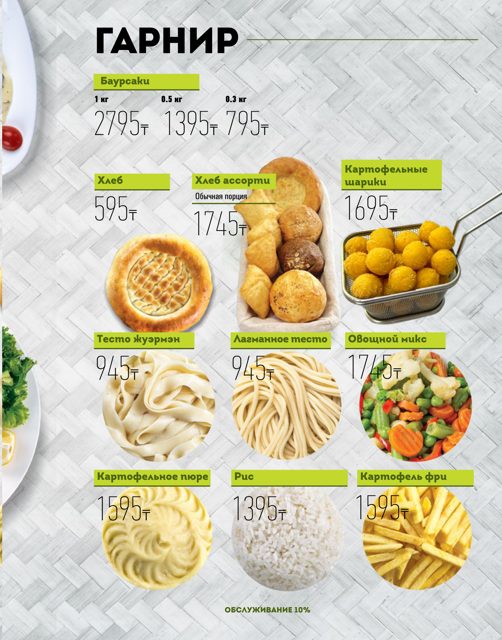 ГАРНИР
Баурсаки
1 кг 0.5 кг 0.3 кг
2795₸ 1395₸ 795₸
Хлеб
595₸
Хлеб ассорти
Обычная порция
1745₸
Картофельные
шарики
1695₸
Тесто жуэрмэн
945₸
Лагманное тесто
945₸
Овощной микс
1745₸
Картофельное пюре
1595₸
Рис
1395₸
Картофель фри
1595₸
ОБСЛУЖИВАНИЕ 10%